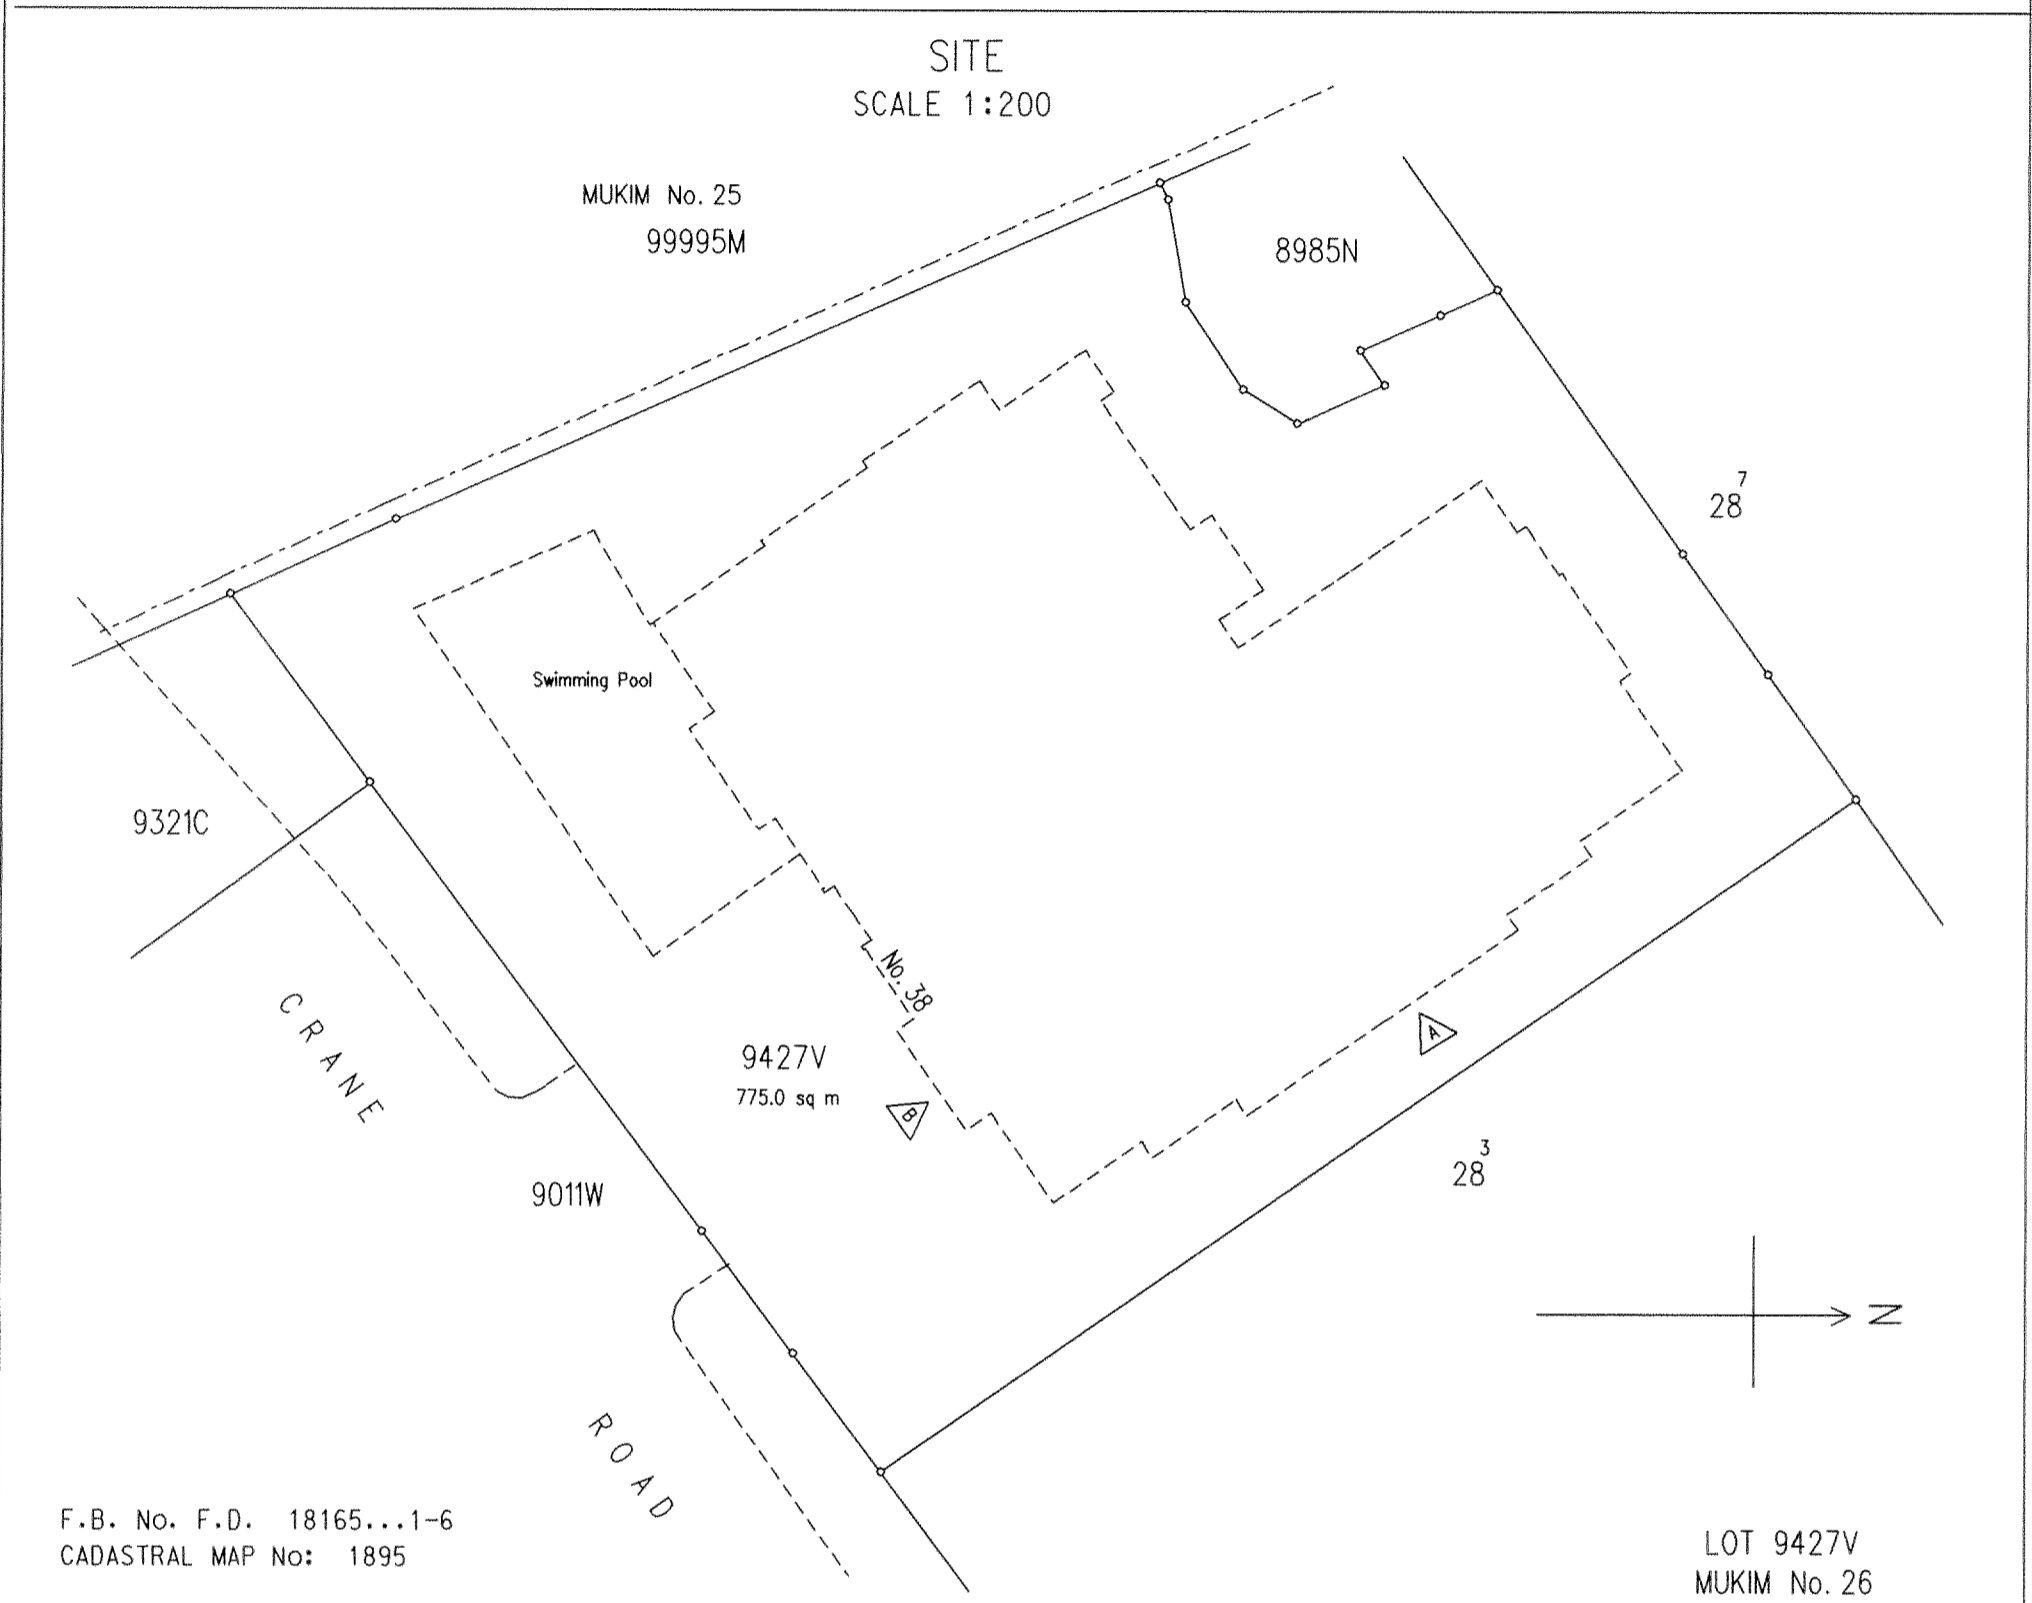 SITE
SCALE 1:200
MUKIM No. 25
99995M
8985N
28 7
Swimming Pool
9321C
No. 38
CRANE
A
9427V
775.0 sq m
B
28 3
9011W
N
ROAD
F.B. No. F.D. 18165...1-6
CADASTRAL MAP No: 1895
LOT 9427V
MUKIM No. 26